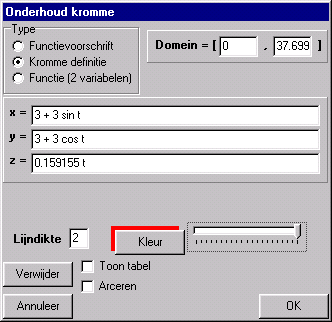 Onderhoud kromme
Type
Functievoorschrift
Kromme definitie
Functie (2 variabelen)
Domein = [ 0 , 37.699 ]
x = 3 + 3 sin t
y = 3 + 3 cos t
z = 0.159155 t
Lijndikte 2 Kleur
Verwijder Toon tabel
Arceren
Annuleer OK